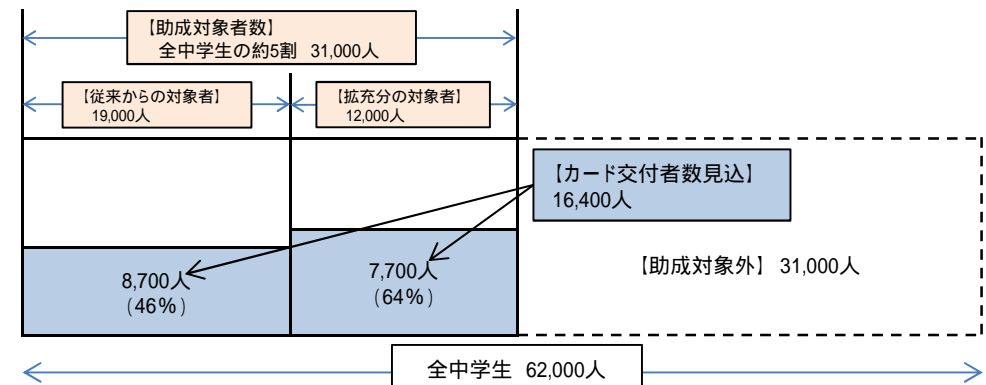 【助成対象者数】
全中学生の約5割 31,000人
【従来からの対象者】
19,000人
【拡充分の対象者】
12,000人
【カード交付者数見込】
16,400人
8,700人
(46%)
7,700人
(64%)
【助成対象外】 31,000人
全中学生 62,000人